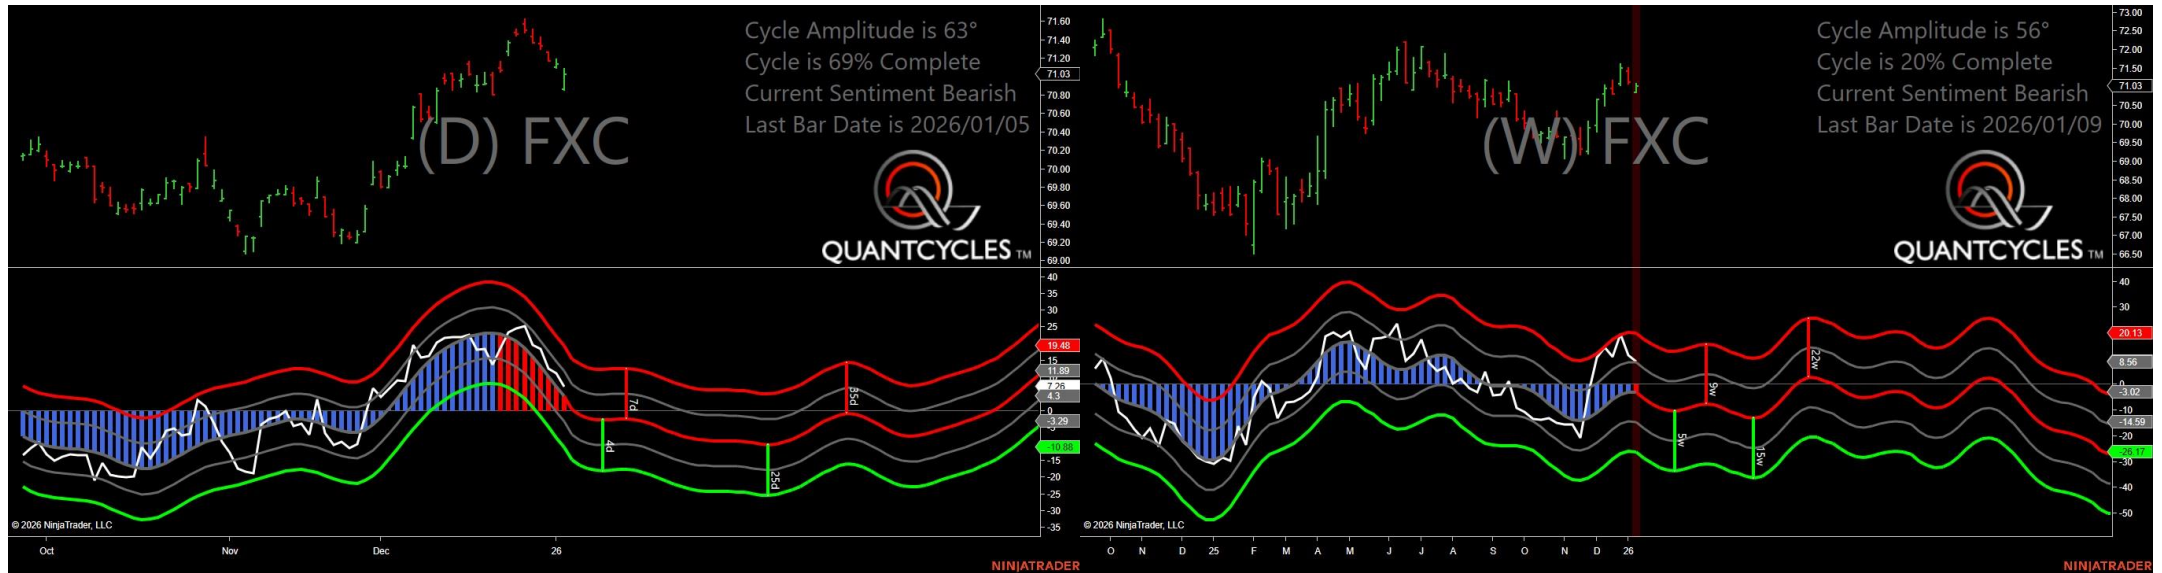 Cycle Amplitude is 63°
Cycle is 69% Complete
Current Sentiment Bearish
Last Bar Date is 2026/01/05
(D) FXC
QUANTCYCLES TM
71.60
71.40
71.20
71.03
70.80
70.60
70.40
70.20
70.00
69.80
69.60
69.40
69.20
69.00
40
35
30
25
19.48
15
11.89
7.26
4.3
0
-3.29
-10.88
-15
-20
-25
-30
-35
7d
4d
25d
85d
© 2026 NinjaTrader, LLC
Oct Nov Dec 26
NINJATRADER
Cycle Amplitude is 56°
Cycle is 20% Complete
Current Sentiment Bearish
Last Bar Date is 2026/01/09
(W) FXC
QUANTCYCLES TM
73.00
72.50
72.00
71.50
71.03
70.50
70.00
69.50
69.00
68.50
68.00
67.50
67.00
66.50
40
30
20.13
8.56
0
-3.02
-10
-14.59
-20
-26.17
-30
-40
-50
5w
9w
15w
22w
© 2026 NinjaTrader, LLC
O N D 25 F M A M J J A S O N D 26
NINJATRADER